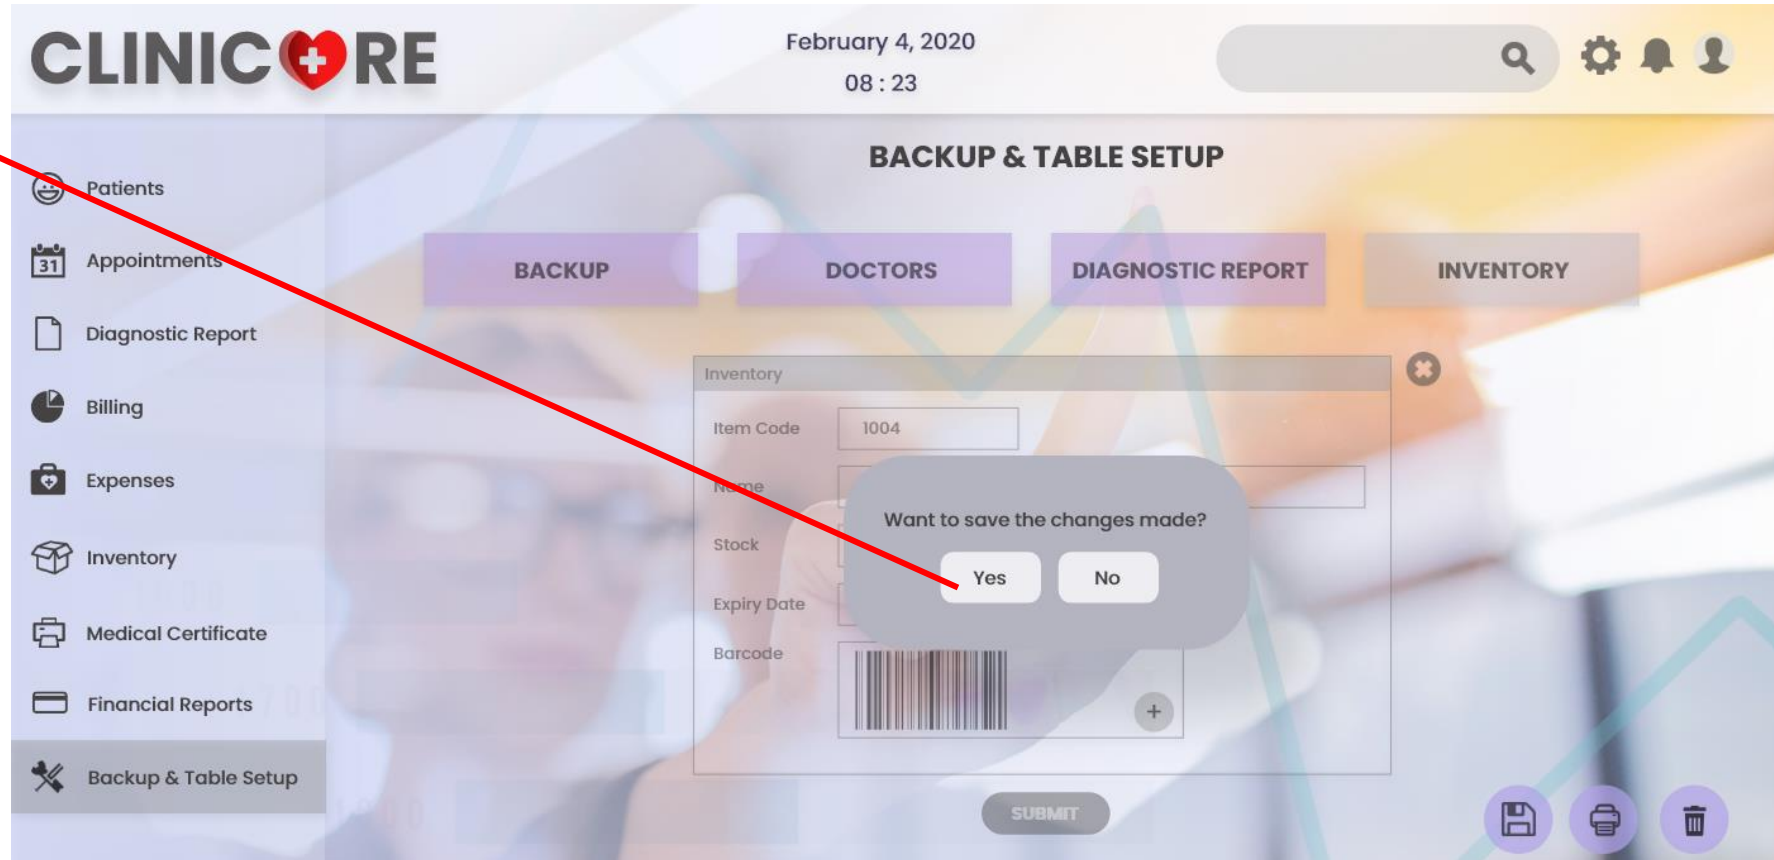 CLINICORE
February 4, 2020
08 : 23
BACKUP & TABLE SETUP
Patients
31
Appointments
Diagnostic Report
Billing
Expenses
Inventory
Medical Certificate
Financial Reports
Backup & Table Setup
BACKUP
DOCTORS
DIAGNOSTIC REPORT
INVENTORY
Inventory
Item Code
1004
Name
Stock
Expiry Date
Barcode
Want to save the changes made?
Yes
No
+
SUBMIT